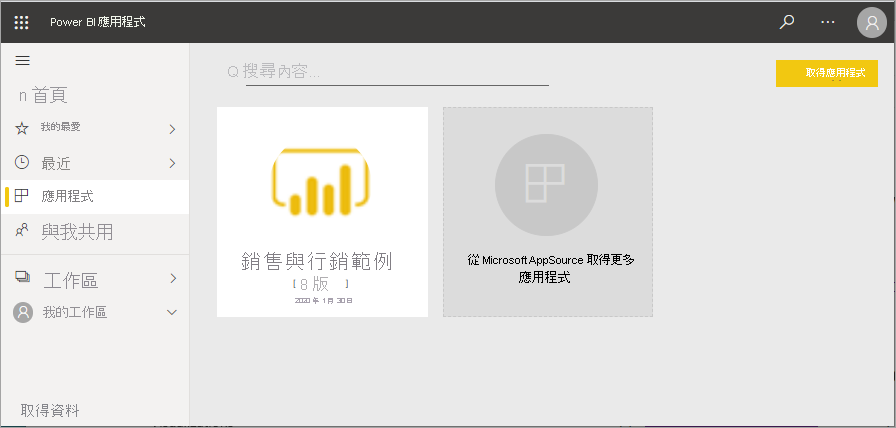 Power BI 應用程式
Q 搜尋內容...
取得應用程式
n 首頁
我的最愛
最近
應用程式
與我共用
工作區
我的工作區
取得資料
銷售與行銷範例
[ 8 版 ]
2020 年 1月 30日
從 Microsoft AppSource 取得更多
應用程式